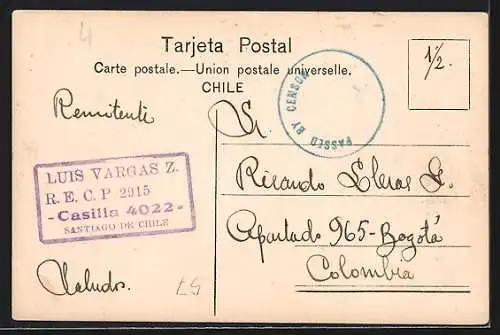 4
Tarjeta Postal
Carte postale.—Union postale universelle.
CHILE
1/2.
PASSED BY CENSOR
Remitente
LUIS VARGAS Z.
R. E. C. P. 2915
-Casilla 4022-
SANTIAGO DE CHILE
Saludos.
Sr.
Ricardo Lleras J.
Apartado 965-Bogotá
Colombia